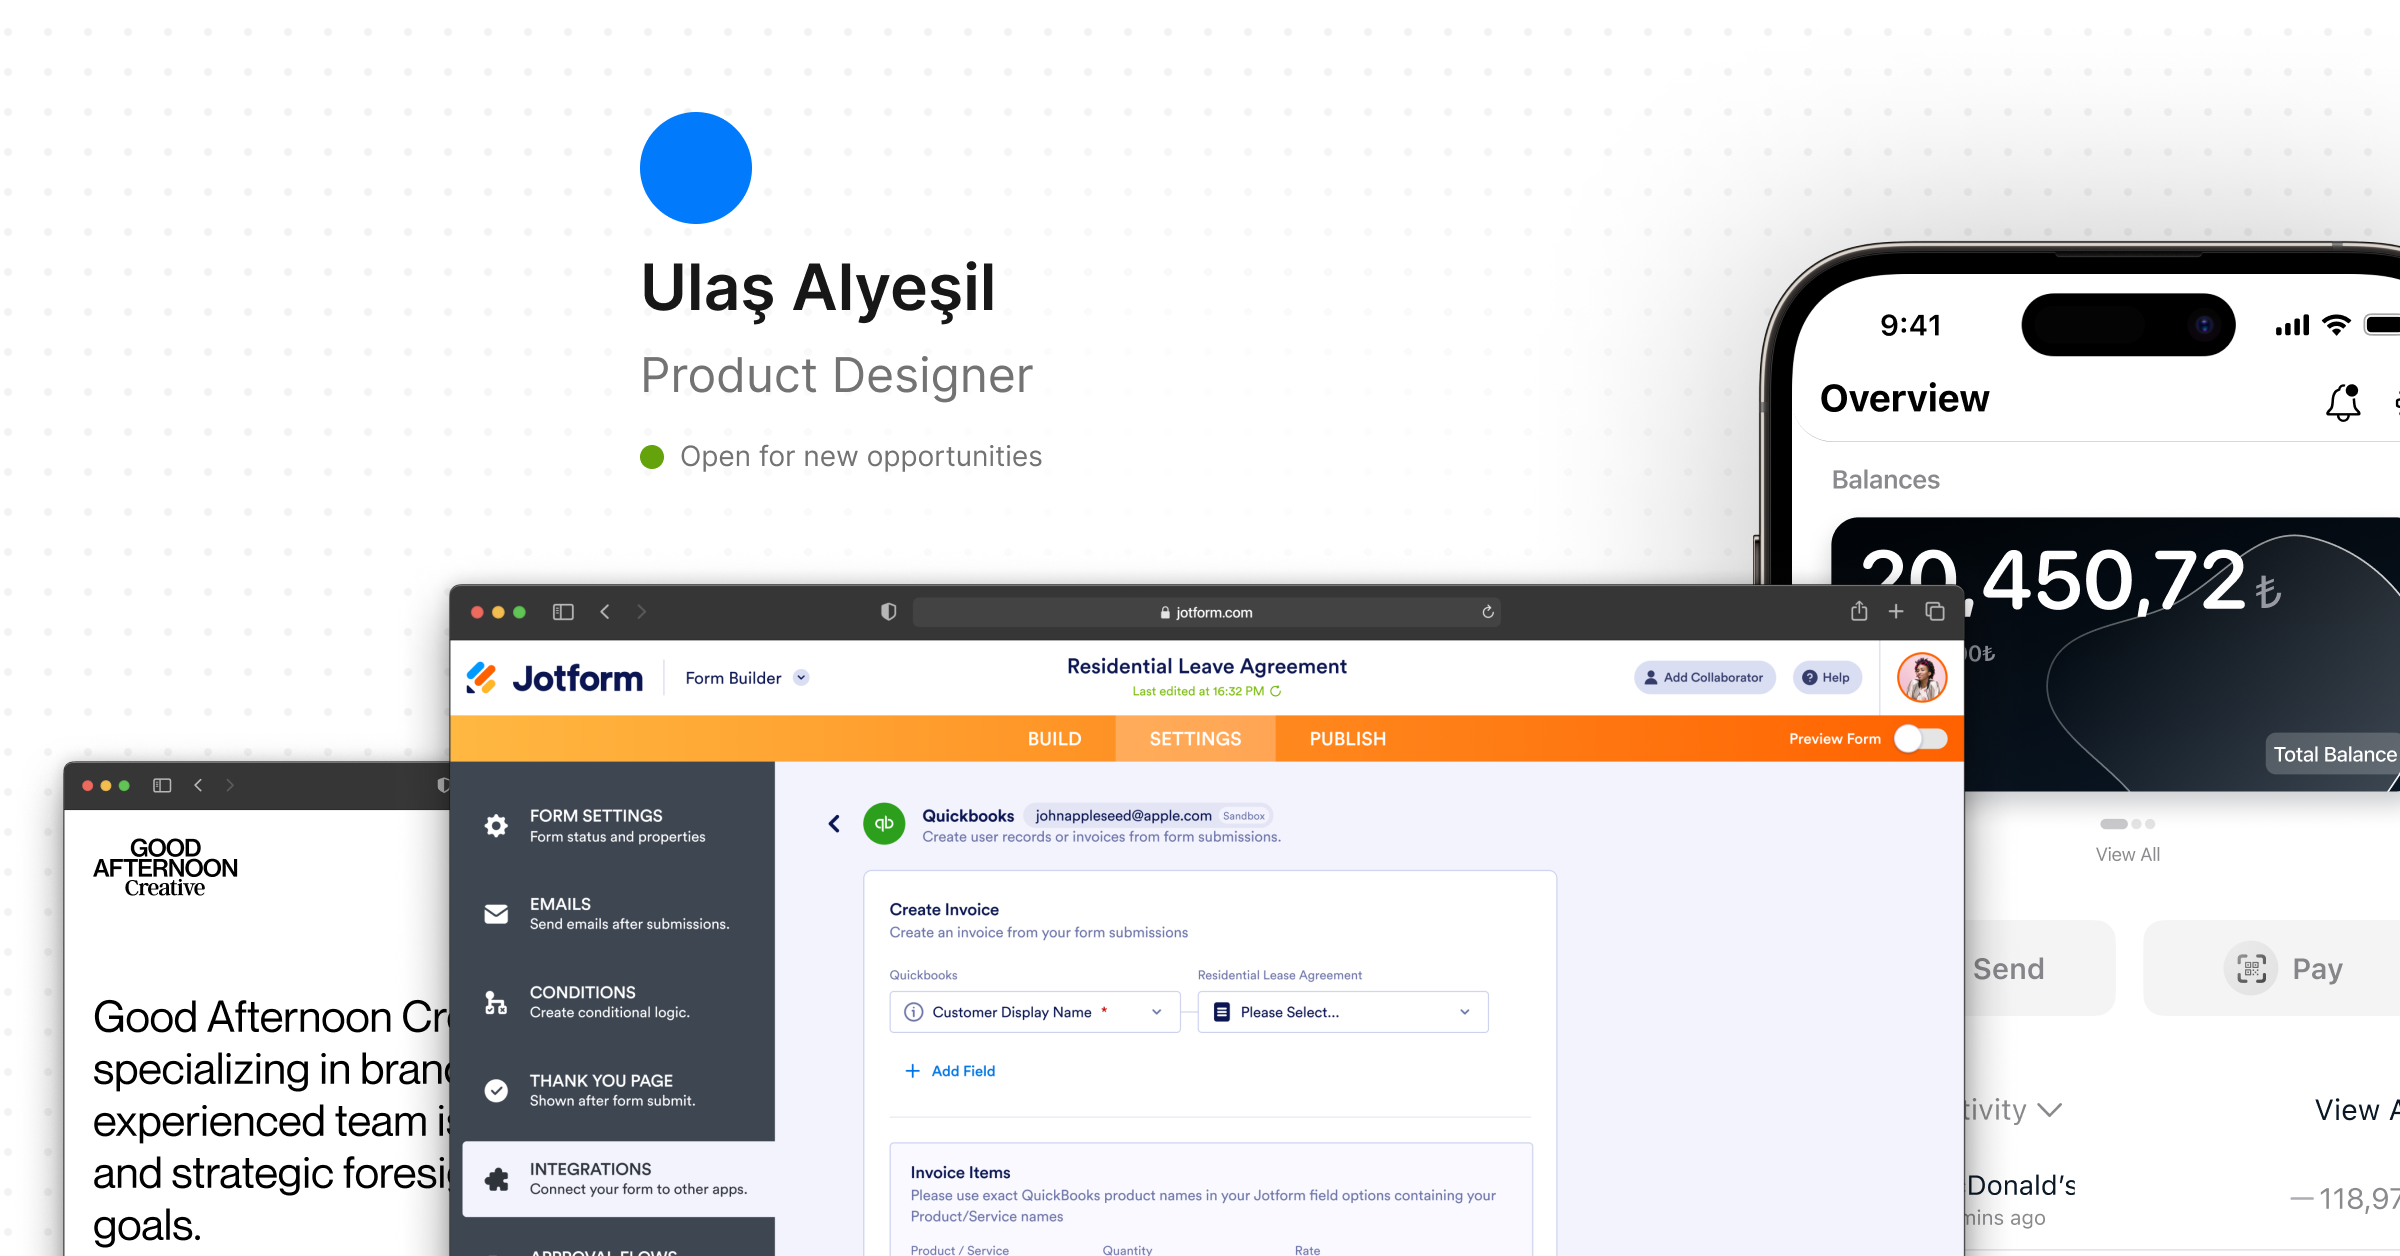 Ulaş Alyeşil
Product Designer
Open for new opportunities
9:41
Overview
Balances
20,450,72₺
00₺
Total Balance
View All
Send
Pay
View
Donald's
mins ago
—118,97
jotform.com
Jotform
Form Builder
Residential Leave Agreement
Last edited at 16:32 PM
Add Collaborator
Help
BUILD
SETTINGS
PUBLISH
Preview Form
FORM SETTINGS
Form status and properties
EMAILS
Send emails after submissions.
CONDITIONS
Create conditional logic.
THANK YOU PAGE
Shown after form submit.
INTEGRATIONS
Connect your form to other apps.
APPROVAL FLOWS
qb
Quickbooks
johnappleseed@apple.com
Sandbox
Create user records or invoices from form submissions.
Create Invoice
Create an invoice from your form submissions
Quickbooks
Residential Lease Agreement
Customer Display Name *
Please Select...
Add Field
Invoice Items
Please use exact QuickBooks product names in your Jotform field options containing your
Product/Service names
Product / Service
Quantity
Rate
GOOD
AFTERNOON
Creative
Good Afternoon
specializing in
experienced team
and strategic
goals.